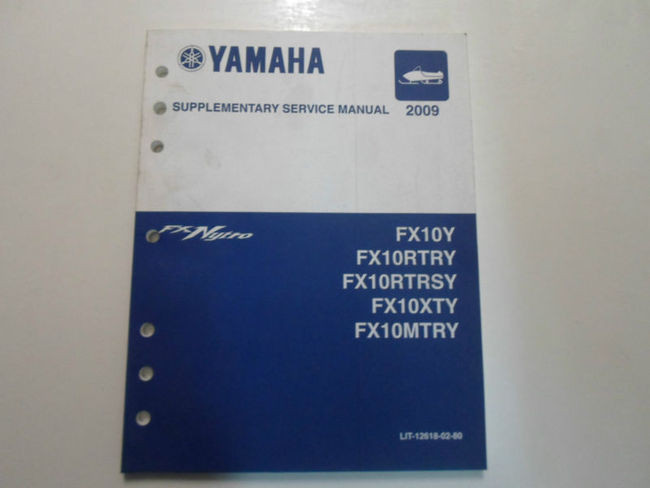 YAMAHA
SUPPLEMENTARY SERVICE MANUAL 2009
FX Nytro
FX10Y
FX10RTRY
FX10RTRSY
FX10XTY
FX10MTRY
LIT-12618-02-80